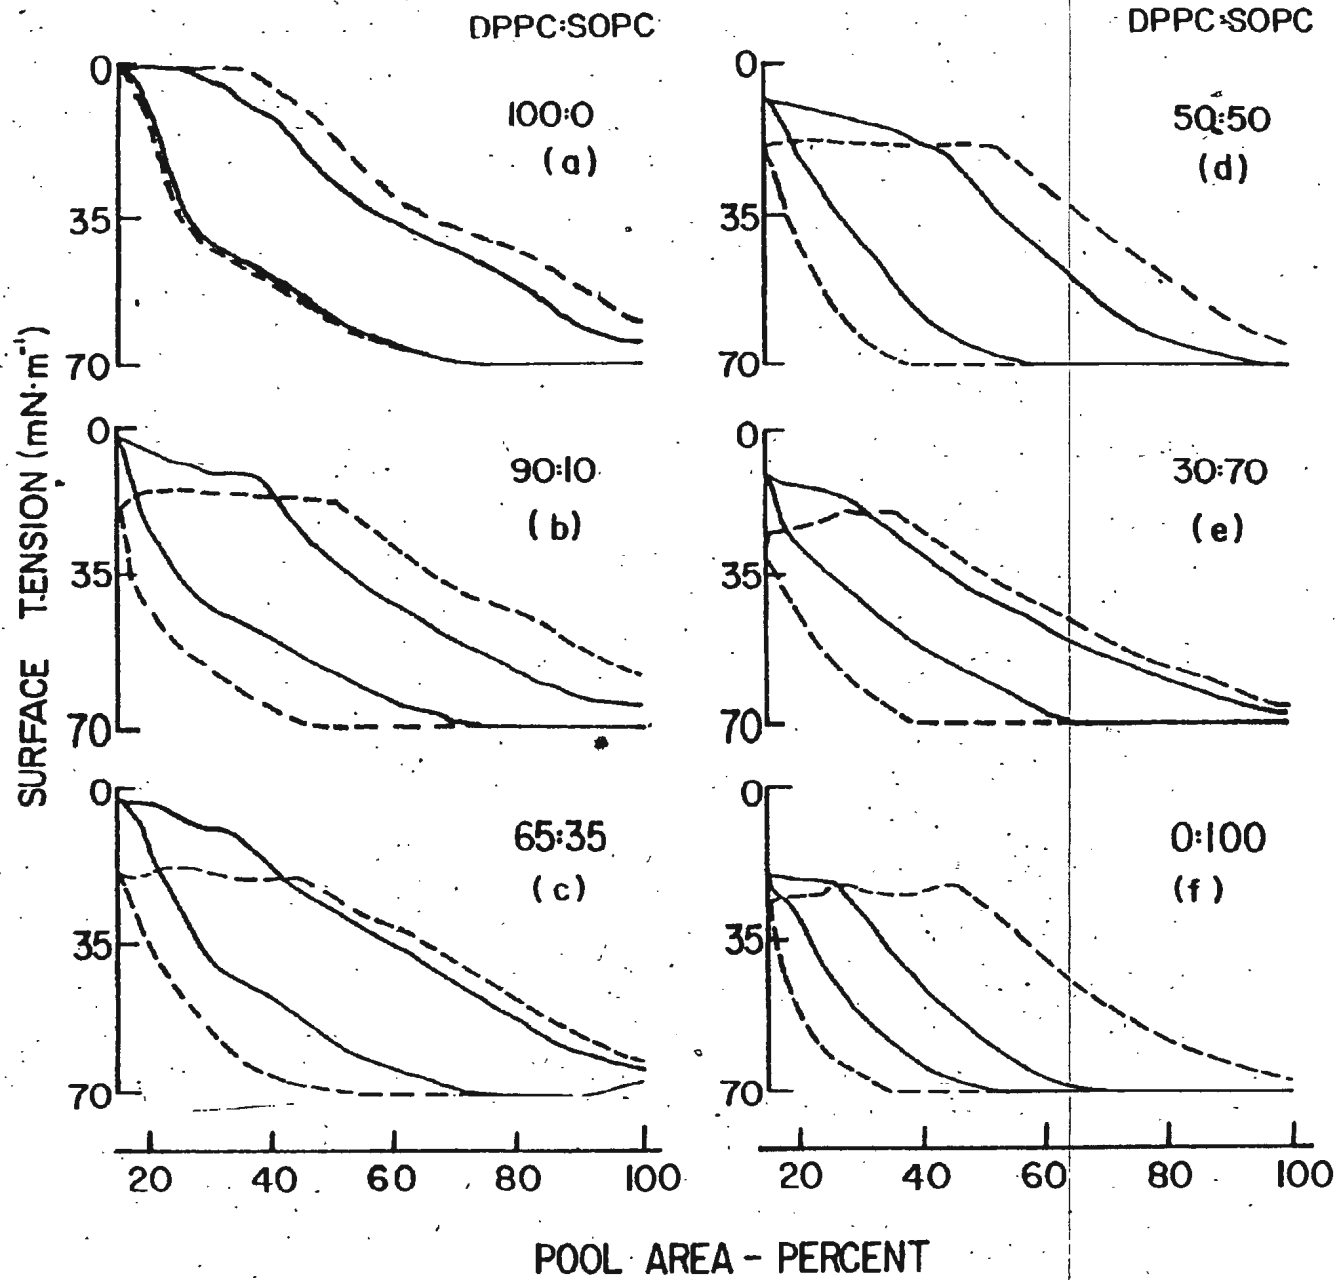 DPPC:SOPC
DPPC:SOPC
0
100:0
(a)
35
70
0
50:50
(d)
35
70
0
90:10
(b)
35
70
0
30:70
(e)
35
70
0
65:35
(c)
35
70
0
0:100
(f)
35
70
SURFACE TENSION (mN·m⁻¹)
20 40 60 80 100
20 40 60 80 100
POOL AREA - PERCENT